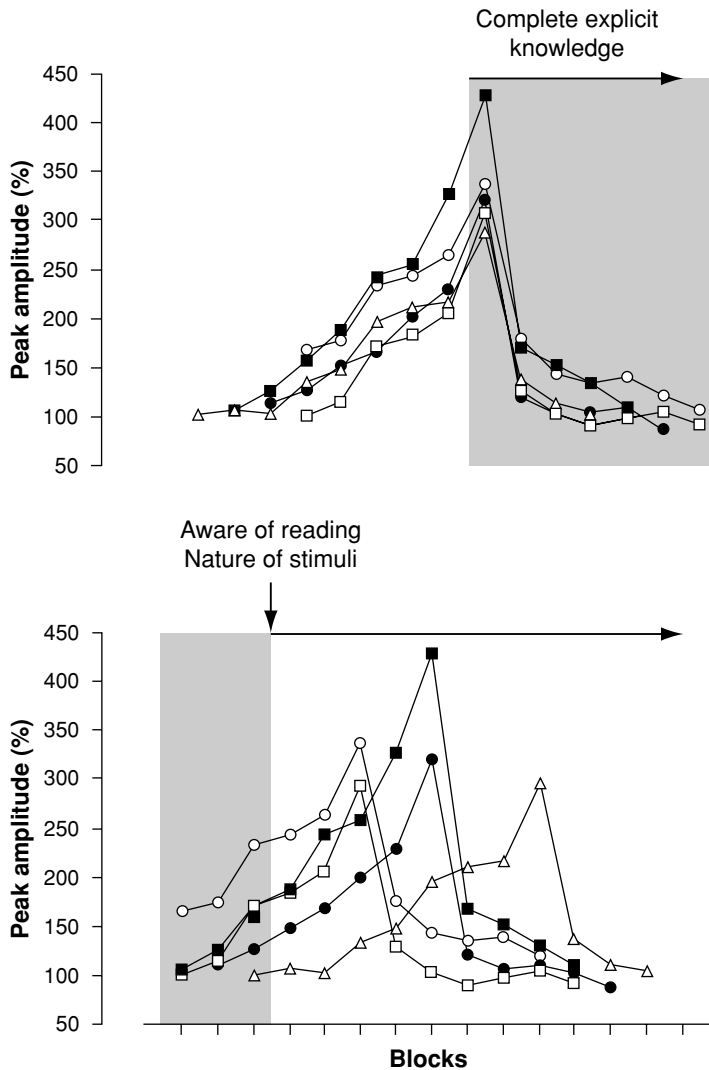 Complete explicit
knowledge
450
400
350
300
250
200
150
100
50
Peak amplitude (%)
Aware of reading
Nature of stimuli
450
400
350
300
250
200
150
100
50
Peak amplitude (%)
Blocks